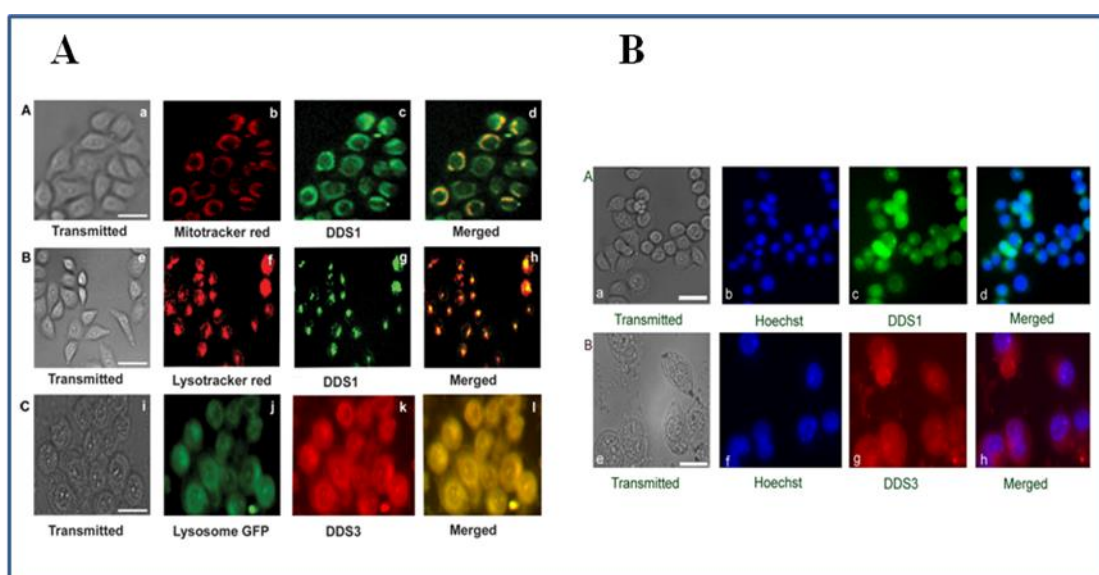 A
B
A
a
b
c
d
Transmitted
Mitotracker red
DDS1
Merged
B
e
f
g
h
Transmitted
Lysotracker red
DDS1
Merged
C
i
j
k
l
Transmitted
Lysosome GFP
DDS3
Merged
A
a
b
c
d
Transmitted
Hoechst
DDS1
Merged
B
e
f
g
h
Transmitted
Hoechst
DDS3
Merged